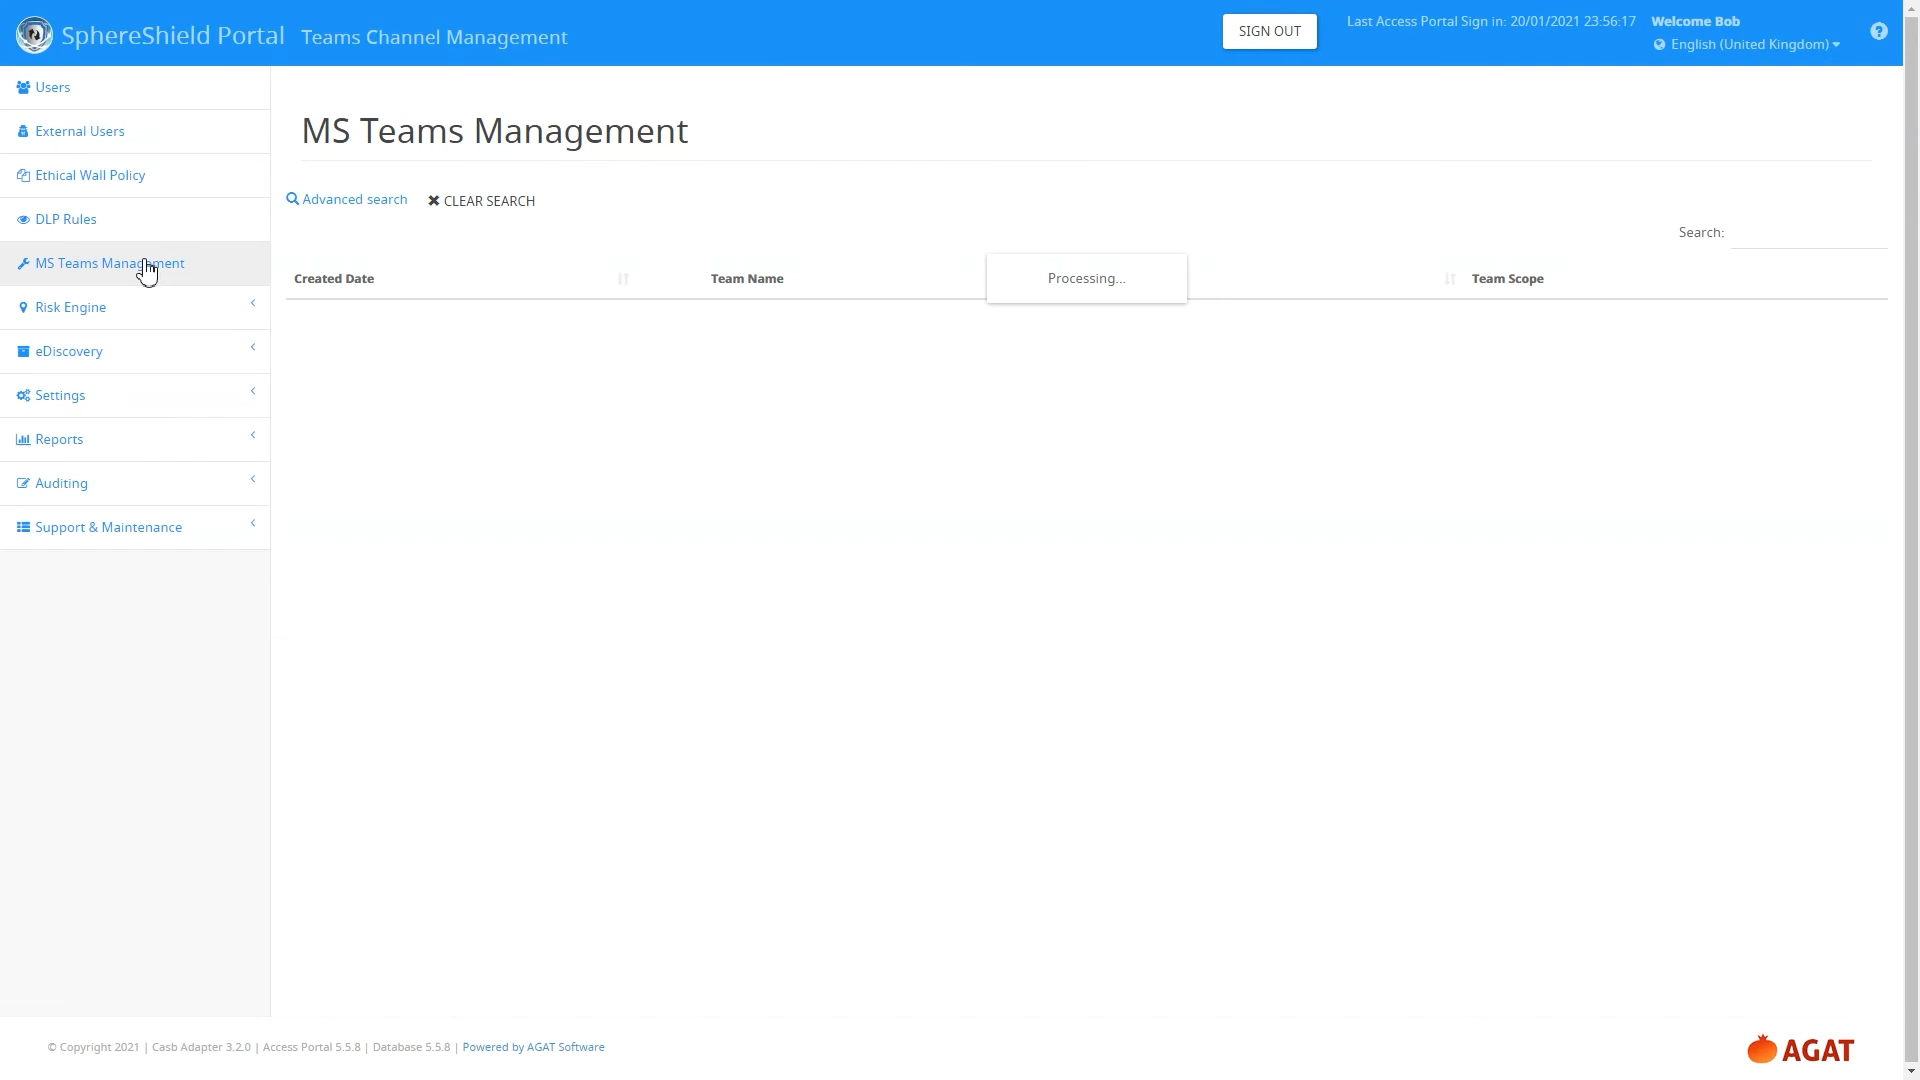 SphereShield Portal Teams Channel Management
SIGN OUT
Last Access Portal Sign in: 20/01/2021 23:56:17
Welcome Bob
English (United Kingdom)
Users
External Users
Ethical Wall Policy
DLP Rules
MS Teams Management
Risk Engine
eDiscovery
Settings
Reports
Auditing
Support & Maintenance
MS Teams Management
Advanced search
CLEAR SEARCH
Search:
Created Date
Team Name
Processing...
Team Scope
© Copyright 2021 | Casb Adapter 3.2.0 | Access Portal 5.5.8 | Database 5.5.8 | Powered by AGAT Software
AGAT